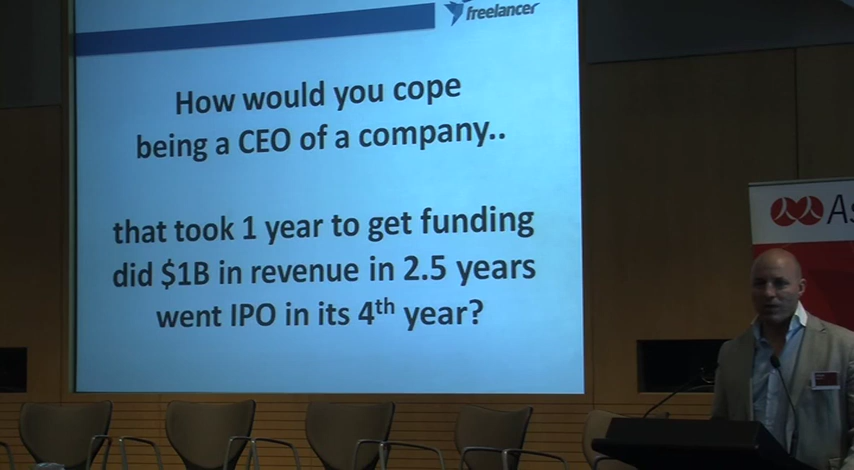 freelancer
How would you cope
being a CEO of a company..
that took 1 year to get funding
did $1B in revenue in 2.5 years
went IPO in its 4th year?